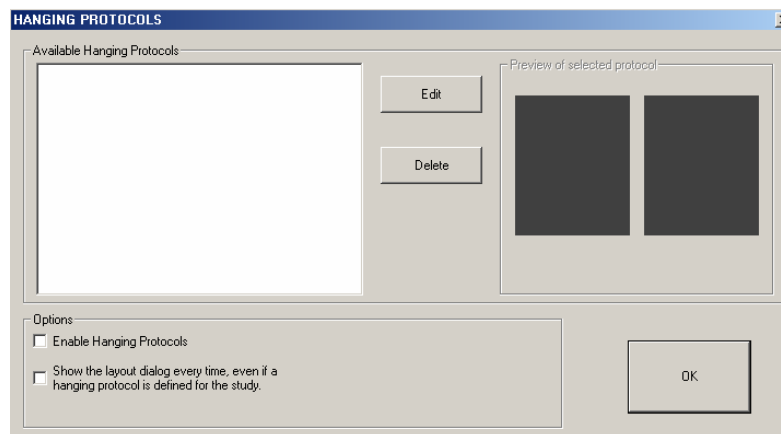 HANGING PROTOCOLS
Available Hanging Protocols
Edit
Delete
Preview of selected protocol
Options
Enable Hanging Protocols
Show the layout dialog every time, even if a
hanging protocol is defined for the study.
OK